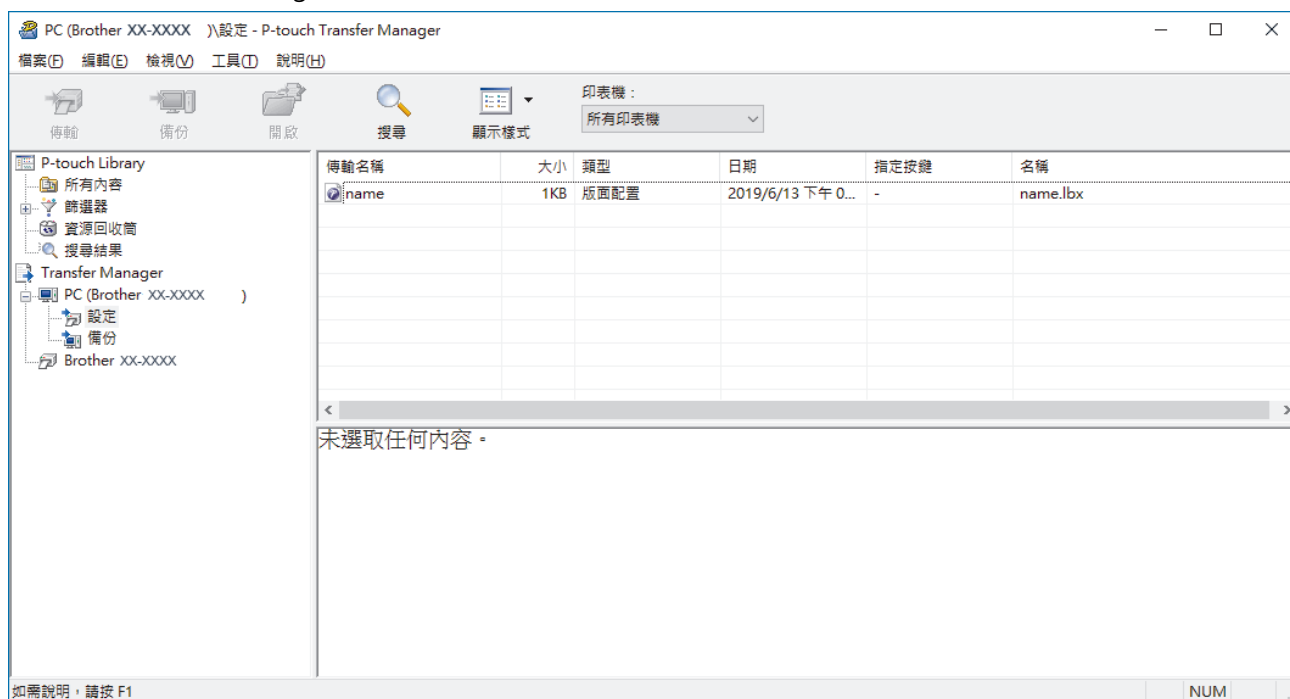 PC (Brother XX-XXXX )\設定 - P-touch Transfer Manager
檔案(F) 編輯(E) 檢視(V) 工具(T) 說明(H)
傳輸 備份 開啟 搜尋 顯示樣式
印表機：
所有印表機
P-touch Library
所有內容
篩選器
資源回收筒
搜尋結果
Transfer Manager
PC (Brother XX-XXXX )
設定
備份
Brother XX-XXXX
傳輸名稱 大小 類型 日期 指定按鍵 名稱
name 1KB 版面配置 2019/6/13 下午 0... - name.lbx
未選取任何內容。
如需說明，請按 F1 NUM